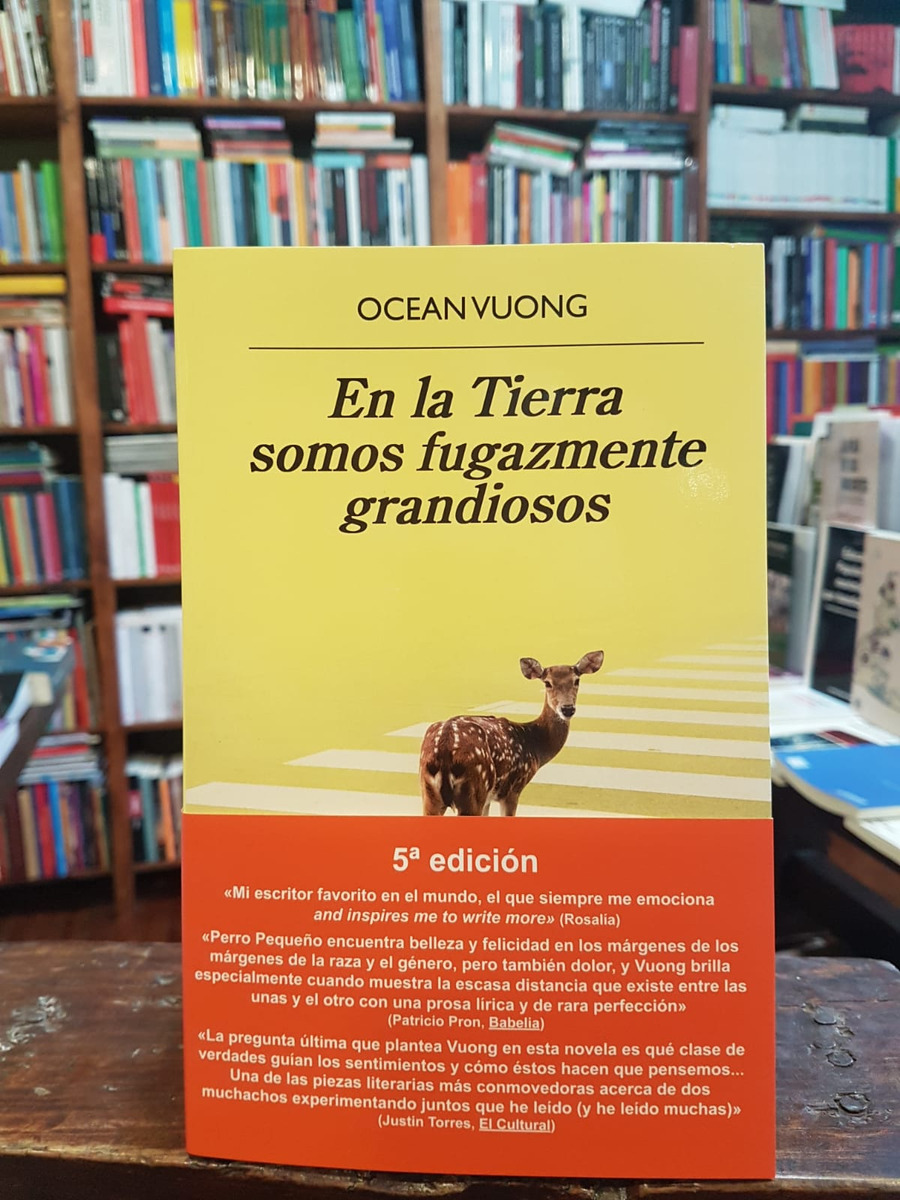 OCEAN VUONG
En la Tierra
somos fugazmente
grandiosos
5ª edición
«Mi escritor favorito en el mundo, el que siempre me emociona
and inspires me to write more» (Rosalía)
«Perro Pequeño encuentra belleza y felicidad en los márgenes de los
márgenes de la raza y el género, pero también dolor, y Vuong brilla
especialmente cuando muestra la escasa distancia que existe entre las
unas y el otro con una prosa lírica y de rara perfección»
(Patricio Pron, Babelia)
«La pregunta última que plantea Vuong en esta novela es qué clase de
verdades guían los sentimientos y cómo éstos hacen que pensemos...
Una de las piezas literarias más conmovedoras acerca de dos
muchachos experimentando juntos que he leído (y he leído muchas)»
(Justin Torres, El Cultural)